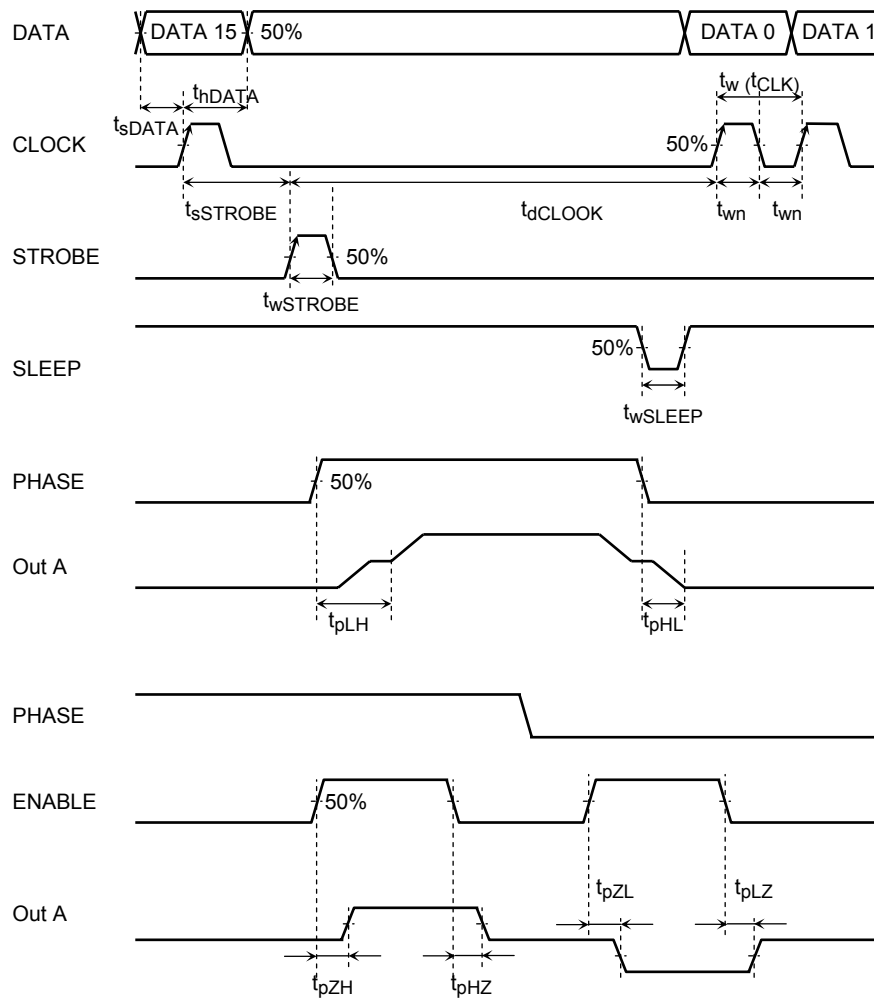 DATA DATA 15 50% DATA 0 DATA 1
thDATA tw (tCLK)
tsDATA
CLOCK 50%
tsSTROBE tdCLOOK twn twn
STROBE 50%
twSTROBE
50%
SLEEP
twSLEEP
PHASE 50%
Out A
tpLH tpHL
PHASE
ENABLE 50%
tpZL tpLZ
Out A
tpZH tpHZ